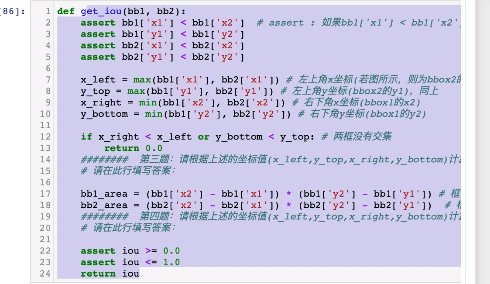 [86]:
1 def get_iou(bb1, bb2):
2 assert bb1['x1'] < bb1['x2'] # assert : 如果bb1['x1'] < bb1['x2'
3 assert bb1['y1'] < bb1['y2']
4 assert bb2['x1'] < bb2['x2']
5 assert bb2['y1'] < bb2['y2']
6
7 x_left = max(bb1['x1'], bb2['x1']) # 左上角x坐标(若图所示，则为bbox2的
8 y_top = max(bb1['y1'], bb2['y1']) # 左上角y坐标(bbox2的y1)，同上
9 x_right = min(bb1['x2'], bb2['x2']) # 右下角x坐标(bbox1的x2)
10 y_bottom = min(bb1['y2'], bb2['y2']) # 右下角y坐标(bbox1的y2)
11
12 if x_right < x_left or y_bottom < y_top: # 两框没有交集
13 return 0.0
14 ######## 第三题：请根据上述的坐标值(x_left,y_top,x_right,y_bottom)计
15 # 请在此行填写答案:
16
17 bb1_area = (bb1['x2'] - bb1['x1']) * (bb1['y2'] - bb1['y1']) # 框
18 bb2_area = (bb2['x2'] - bb2['x1']) * (bb2['y2'] - bb2['y1']) #
19 ######## 第四题：请根据上述的坐标值(x_left,y_top,x_right,y_bottom)计
20 # 请在此行填写答案:
21
22 assert iou >= 0.0
23 assert iou <= 1.0
24 return iou